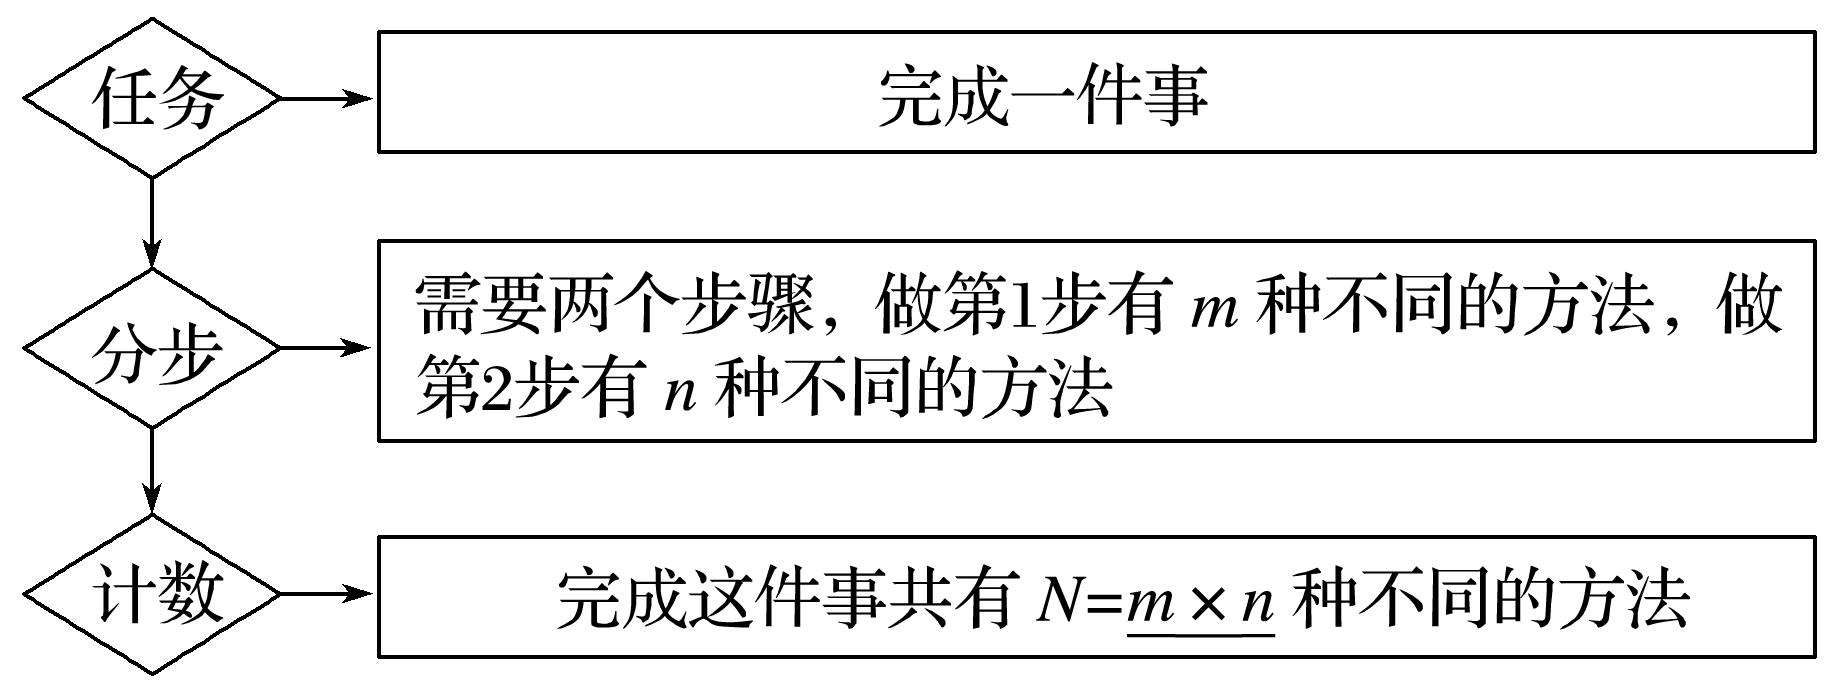 任务
完成一件事
分步
需要两个步骤，做第1步有 m 种不同的方法，做
第2步有 n 种不同的方法
计数
完成这件事共有 N=m×n 种不同的方法